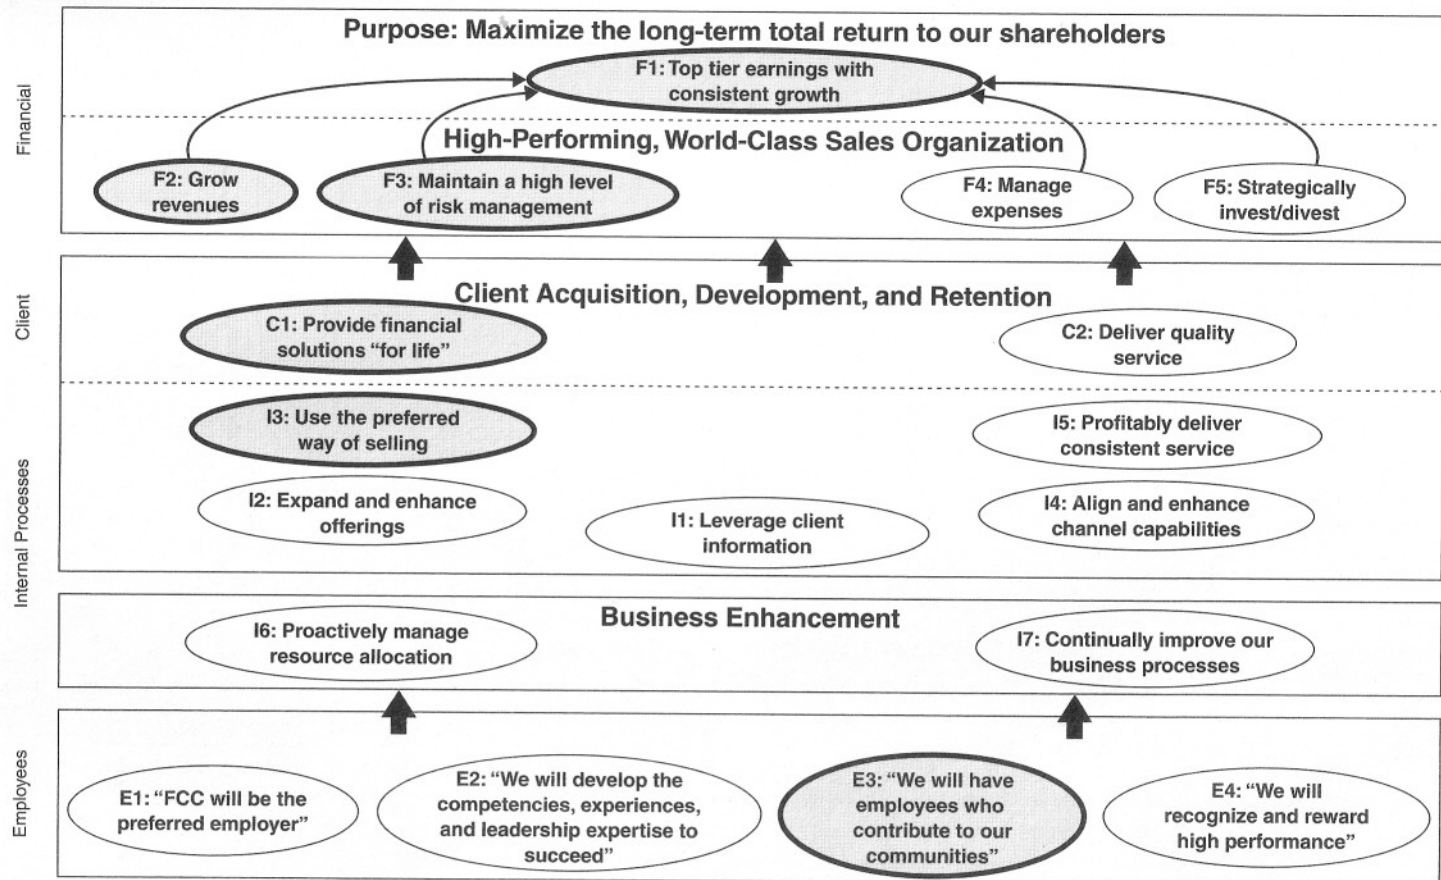 Purpose: Maximize the long-term total return to our shareholders
Financial
F1: Top tier earnings with
consistent growth
High-Performing, World-Class Sales Organization
F2: Grow
revenues
F3: Maintain a high level
of risk management
F4: Manage
expenses
F5: Strategically
invest/divest
Client
Client Acquisition, Development, and Retention
C1: Provide financial
solutions “for life”
C2: Deliver quality
service
Internal Processes
I3: Use the preferred
way of selling
I5: Profitably deliver
consistent service
I2: Expand and enhance
offerings
I1: Leverage client
information
I4: Align and enhance
channel capabilities
Business Enhancement
I6: Proactively manage
resource allocation
I7: Continually improve our
business processes
Employees
E1: “FCC will be the
preferred employer”
E2: “We will develop the
competencies, experiences,
and leadership expertise to
succeed”
E3: “We will have
employees who
contribute to our
communities”
E4: “We will
recognize and reward
high performance”